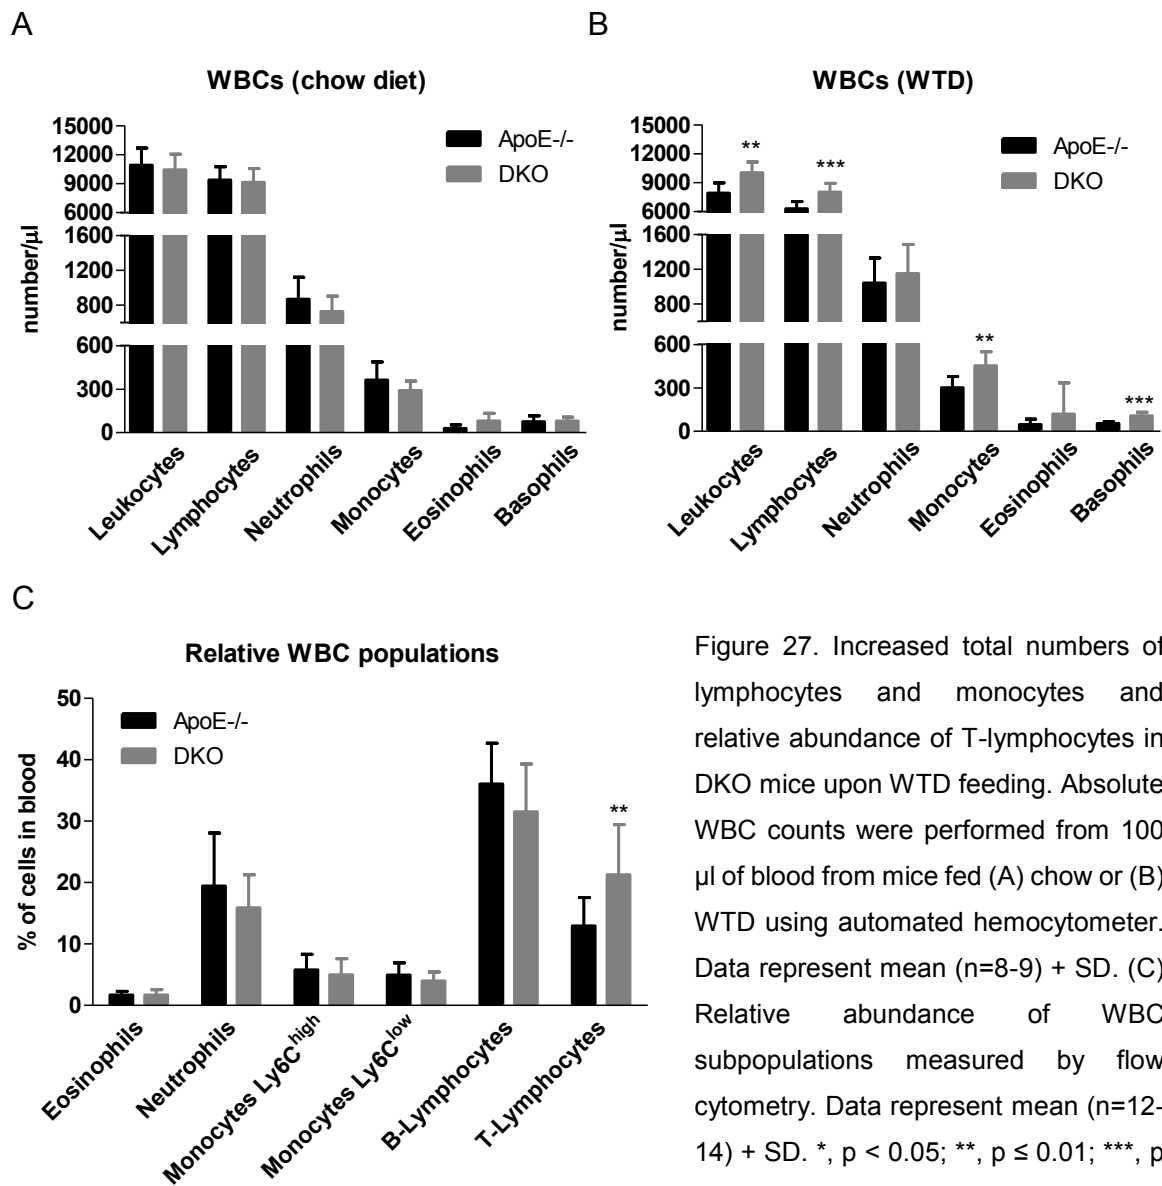 A
WBCs (chow diet)
15000
12000
9000
6000
1600
1200
800
600
300
0
number/µl
ApoE-/-
DKO
Leukocytes
Lymphocytes
Neutrophils
Monocytes
Eosinophils
Basophils
B
WBCs (WTD)
15000
12000
9000
6000
1600
1200
800
600
300
0
number/µl
ApoE-/-
DKO
**
***
**
***
Leukocytes
Lymphocytes
Neutrophils
Monocytes
Eosinophils
Basophils
C
Relative WBC populations
50
40
30
20
10
0
% of cells in blood
ApoE-/-
DKO
**
Eosinophils
Neutrophils
Monocytes Ly6Chigh
Monocytes Ly6Clow
B-Lymphocytes
T-Lymphocytes
Figure 27. Increased total numbers of
lymphocytes and monocytes and
relative abundance of T-lymphocytes in
DKO mice upon WTD feeding. Absolute
WBC counts were performed from 100
µl of blood from mice fed (A) chow or (B)
WTD using automated hemocytometer.
Data represent mean (n=8-9) + SD. (C)
Relative abundance of WBC
subpopulations measured by flow
cytometry. Data represent mean (n=12-
14) + SD. *, p < 0.05; **, p ≤ 0.01; ***, p